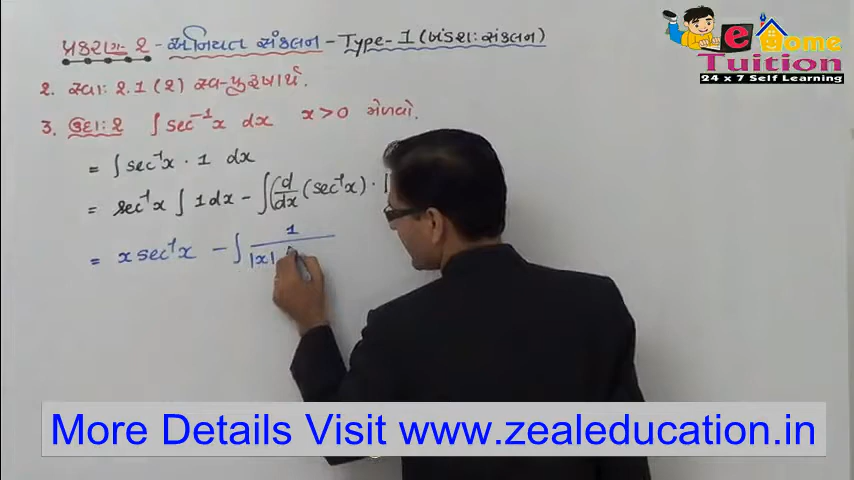 પ્રકરણ- ૨ - અનિયત સંકલન - Type-1 (ખંડશઃ સંકલન)
૨. સ્વાઃ ૨.1 (૨) સ્વ-પુરુષાર્થ.
૩. ઉદાઃ ૨ ∫ sec⁻¹x dx x>0 મેળવો.
= ∫ sec⁻¹x · 1 dx
= sec⁻¹x ∫ 1 dx - ∫ (d/dx (sec⁻¹x) ·
= x sec⁻¹x - ∫ 1 / |x|
e Home
Tuition
24 x 7 Self Learning
More Details Visit www.zealeducation.in